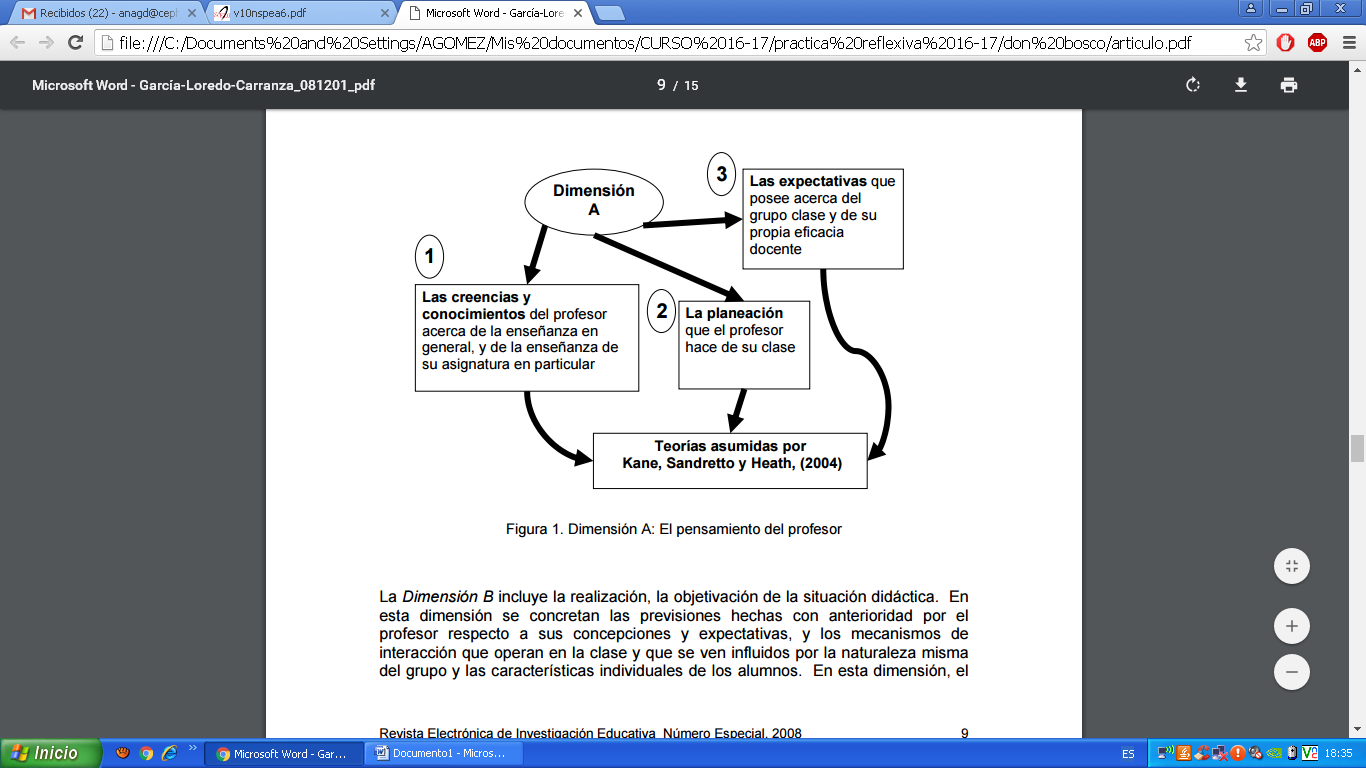 Recibidos (22) - anagd@cep
v10nspea6.pdf
Microsoft Word - García-Lore
file:///C:/Documents%20and%20Settings/AGOMEZ/Mis%20documentos/CURSO%2016-17/practica%20reflexiva%2016-17/don%20bosco/articulo.pdf
ABP
Microsoft Word - García-Loredo-Carranza_081201_pdf
9 / 15
Dimensión
A
3
Las expectativas que
posee acerca del
grupo clase y de su
propia eficacia
docente
1
Las creencias y
conocimientos del profesor
acerca de la enseñanza en
general, y de la enseñanza de
su asignatura en particular
2
La planeación
que el profesor
hace de su clase
Teorías asumidas por
Kane, Sandretto y Heath, (2004)
Figura 1. Dimensión A: El pensamiento del profesor
La Dimensión B incluye la realización, la objetivación de la situación didáctica. En
esta dimensión se concretan las previsiones hechas con anterioridad por el
profesor respecto a sus concepciones y expectativas, y los mecanismos de
interacción que operan en la clase y que se ven influidos por la naturaleza misma
del grupo y las características individuales de los alumnos. En esta dimensión, el
Revista Electrónica de Investigación Educativa Número Especial, 2008
9
Inicio
Microsoft Word - Gar...
Documento1 - Micros...
ES
18:35